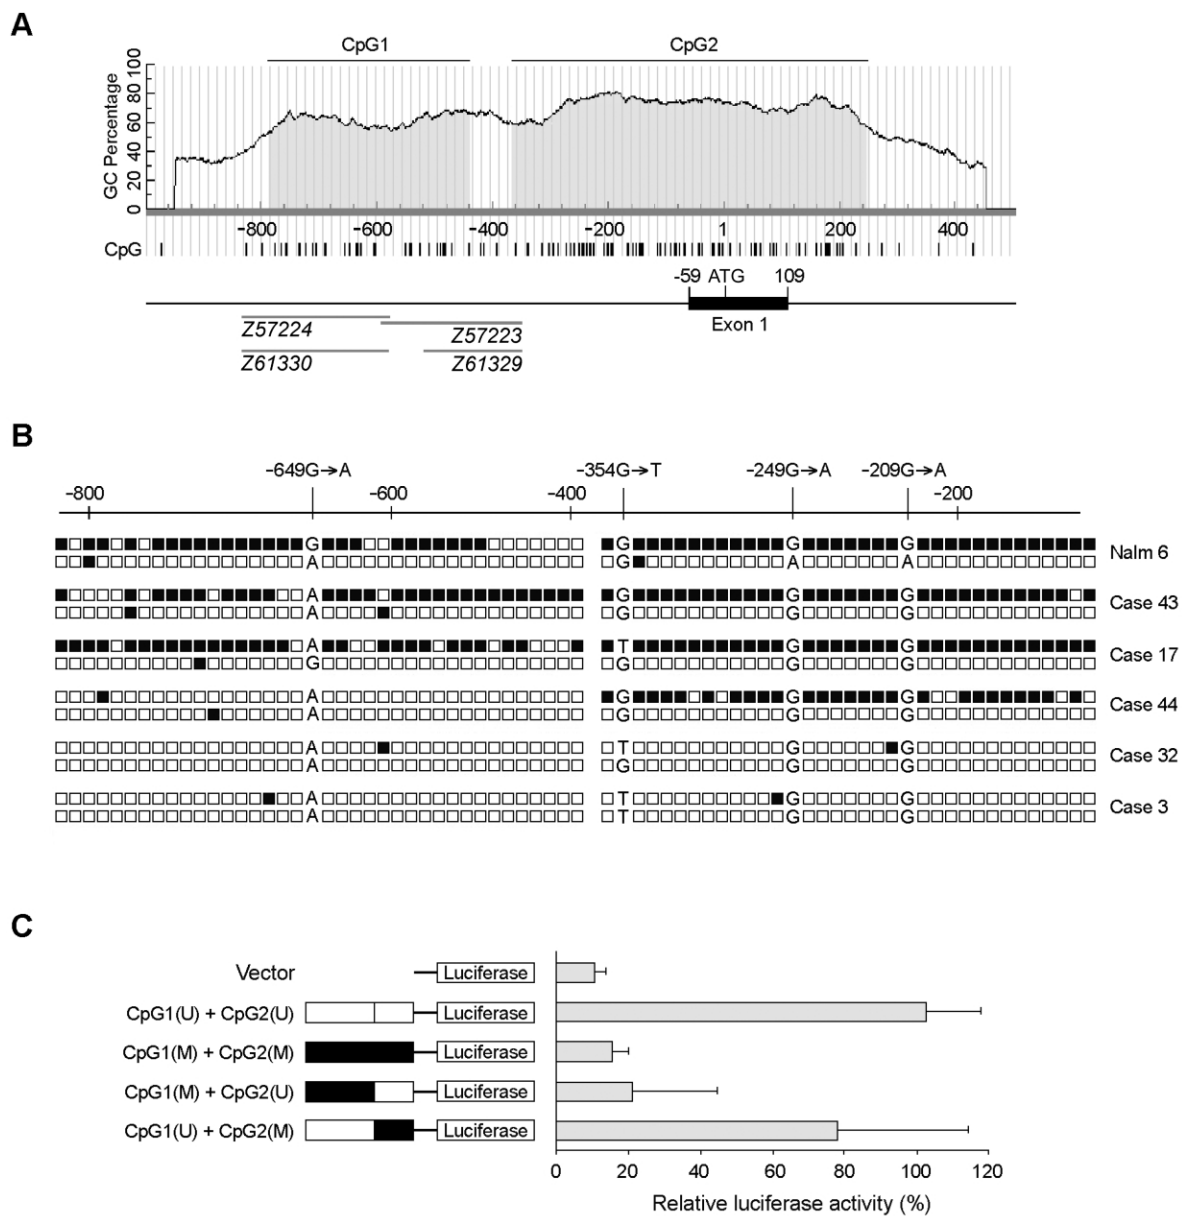 A
CpG1 CpG2
GC Percentage
100
80
60
40
20
0
-800 -600 -400 -200 1 200 400
CpG
-59 ATG 109
Exon 1
Z57224 Z57223
Z61330 Z61329
B
-649G→A -354G→T -249G→A -209G→A
-800 -600 -400 -200
G G G G Nalm 6
A G A A
A G G G Case 43
A G G G
A T G G Case 17
G G G G
A G G G Case 44
A G G G
A T G G Case 32
A G G G
A T G G Case 3
A T G G
C
Vector Luciferase
CpG1(U) + CpG2(U) Luciferase
CpG1(M) + CpG2(M) Luciferase
CpG1(M) + CpG2(U) Luciferase
CpG1(U) + CpG2(M) Luciferase
0 20 40 60 80 100 120
Relative luciferase activity (%)